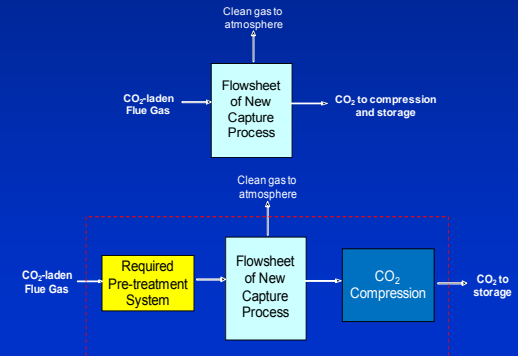 Clean gas to
atmosphere
Flowsheet
of New
Capture
Process
CO₂-laden
Flue Gas
CO₂ to compression
and storage
Clean gas to
atmosphere
CO₂-laden
Flue Gas
Required
Pre-treatment
System
Flowsheet
of New
Capture
Process
CO₂
Compression
CO₂ to
storage